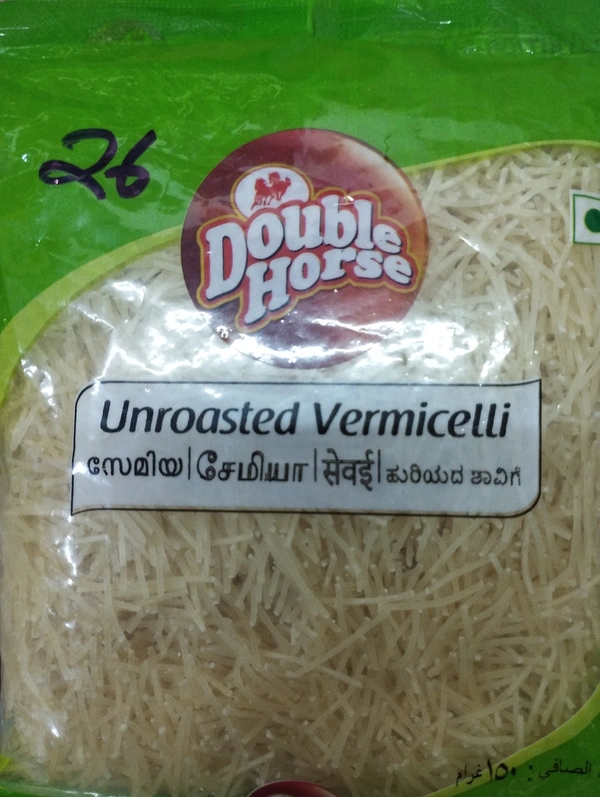 26
Double
Horse
Unroasted Vermicelli
സേമിയ|சேமியா|सेवई|ಹುರಿಯದ ಶಾವಿಗೆ
الصافي: ١٥٠ غرام